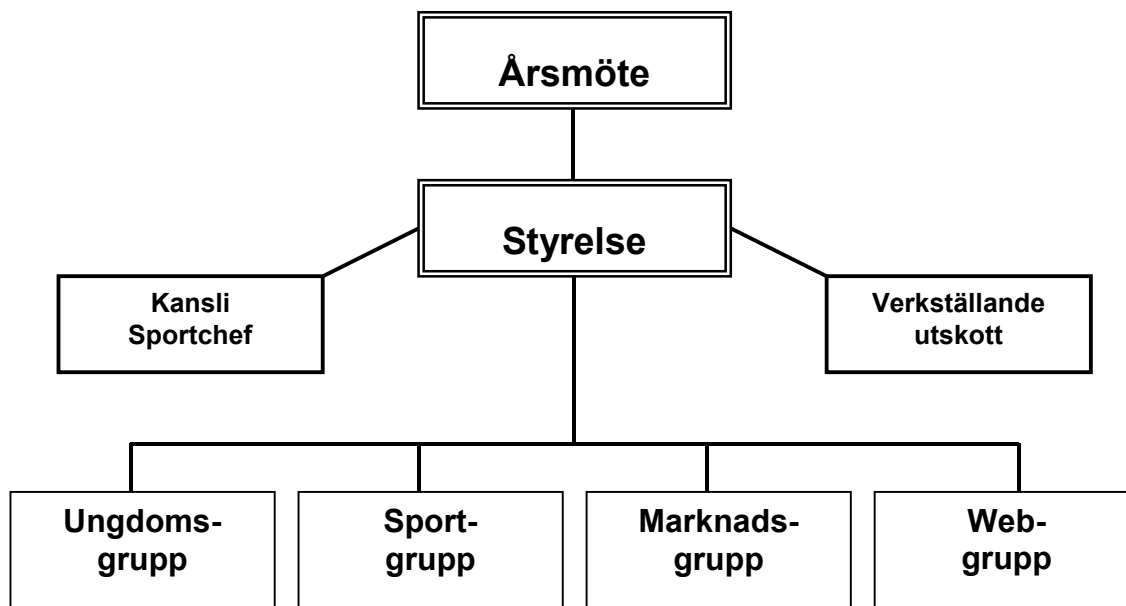 Årsmöte
Styrelse
Kansli
Sportchef
Verkställande
utskott
Ungdoms-
grupp
Sport-
grupp
Marknads-
grupp
Web-
grupp